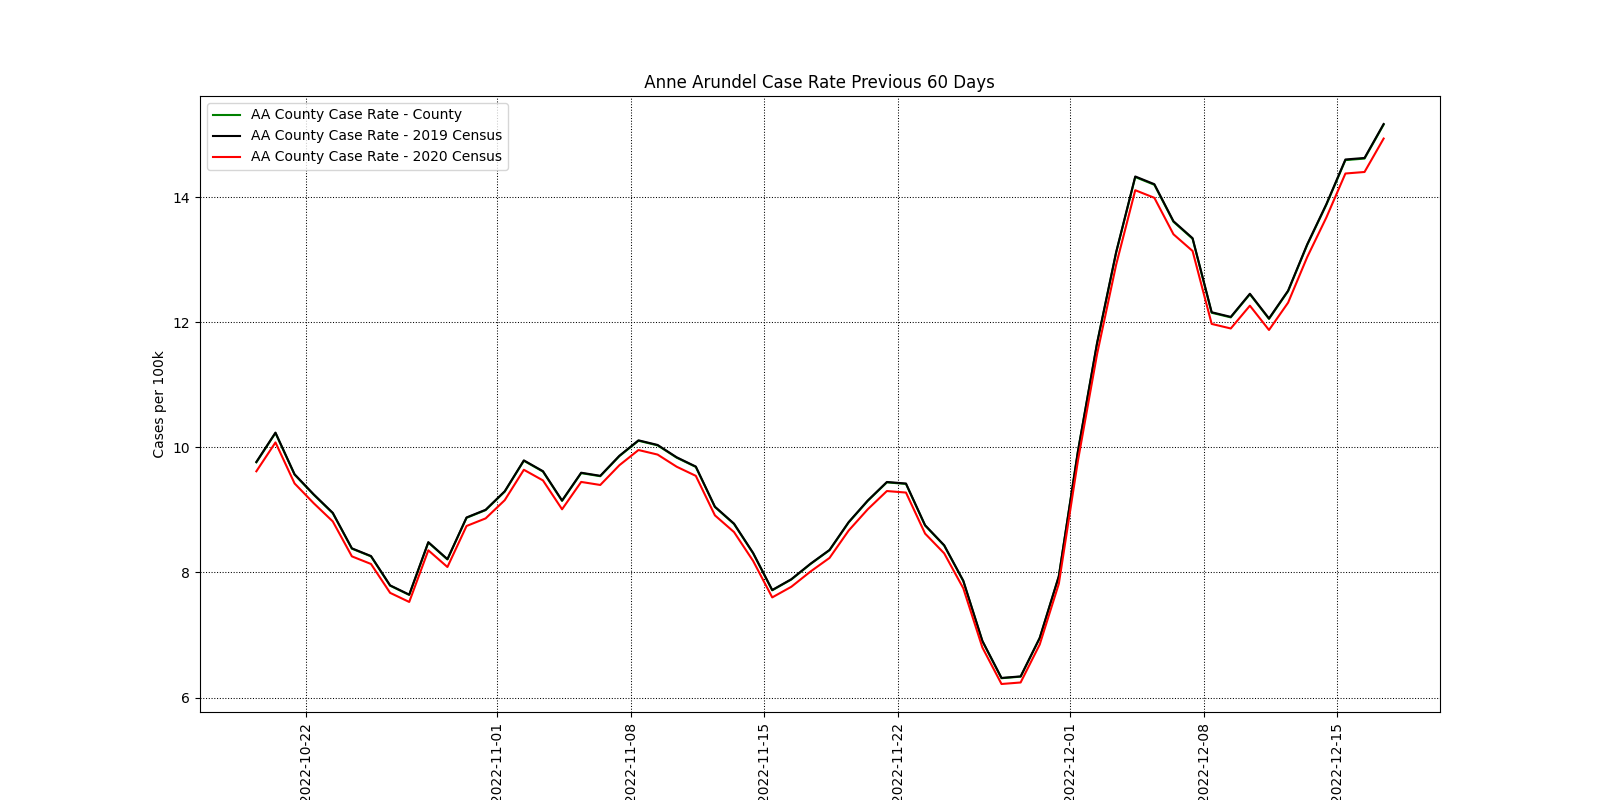 Anne Arundel Case Rate Previous 60 Days
AA County Case Rate - County
AA County Case Rate - 2019 Census
AA County Case Rate - 2020 Census
Cases per 100k
14
12
10
8
6
2022-10-22
2022-11-01
2022-11-08
2022-11-15
2022-11-22
2022-12-01
2022-12-08
2022-12-15